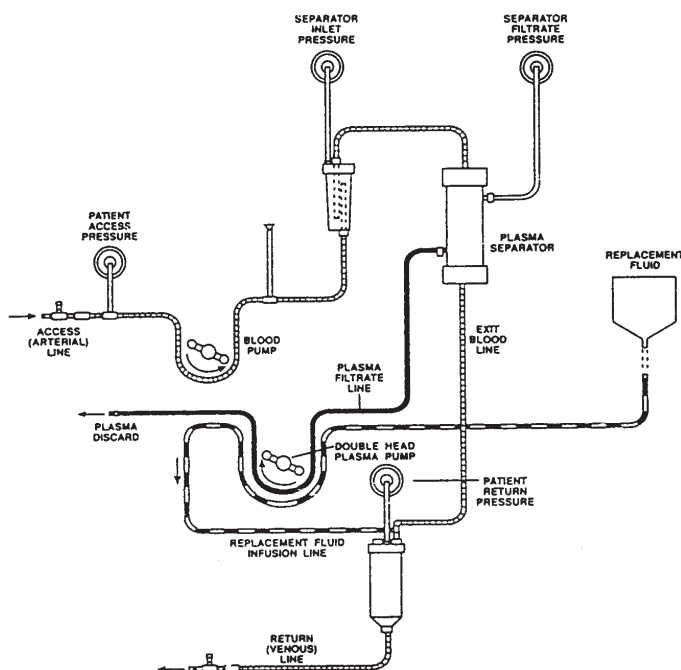 SEPARATOR
INLET
PRESSURE
SEPARATOR
FILTRATE
PRESSURE
PATIENT
ACCESS
PRESSURE
PLASMA
SEPARATOR
REPLACEMENT
FLUID
ACCESS
(ARTERIAL)
LINE
BLOOD
PUMP
EXIT
BLOOD
LINE
PLASMA
FILTRATE
LINE
PLASMA
DISCARD
DOUBLE HEAD
PLASMA PUMP
PATIENT
RETURN
PRESSURE
REPLACEMENT FLUID
INFUSION LINE
RETURN
(VENOUS)
LINE